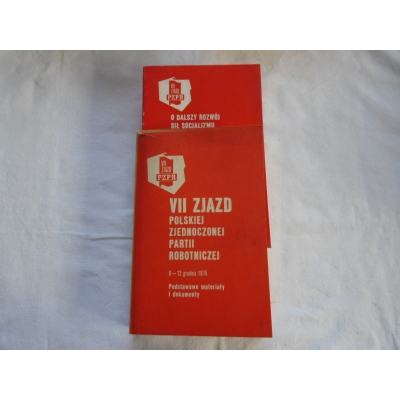 VII
ZJAZD
PZPR
O DALSZY ROZWÓJ
SIŁ SOCJALIZMU
VII
ZJAZD
PZPR
VII ZJAZD
POLSKIEJ
ZJEDNOCZONEJ
PARTII
ROBOTNICZEJ
8—12 grudnia 1975
Podstawowe materiały
i dokumenty